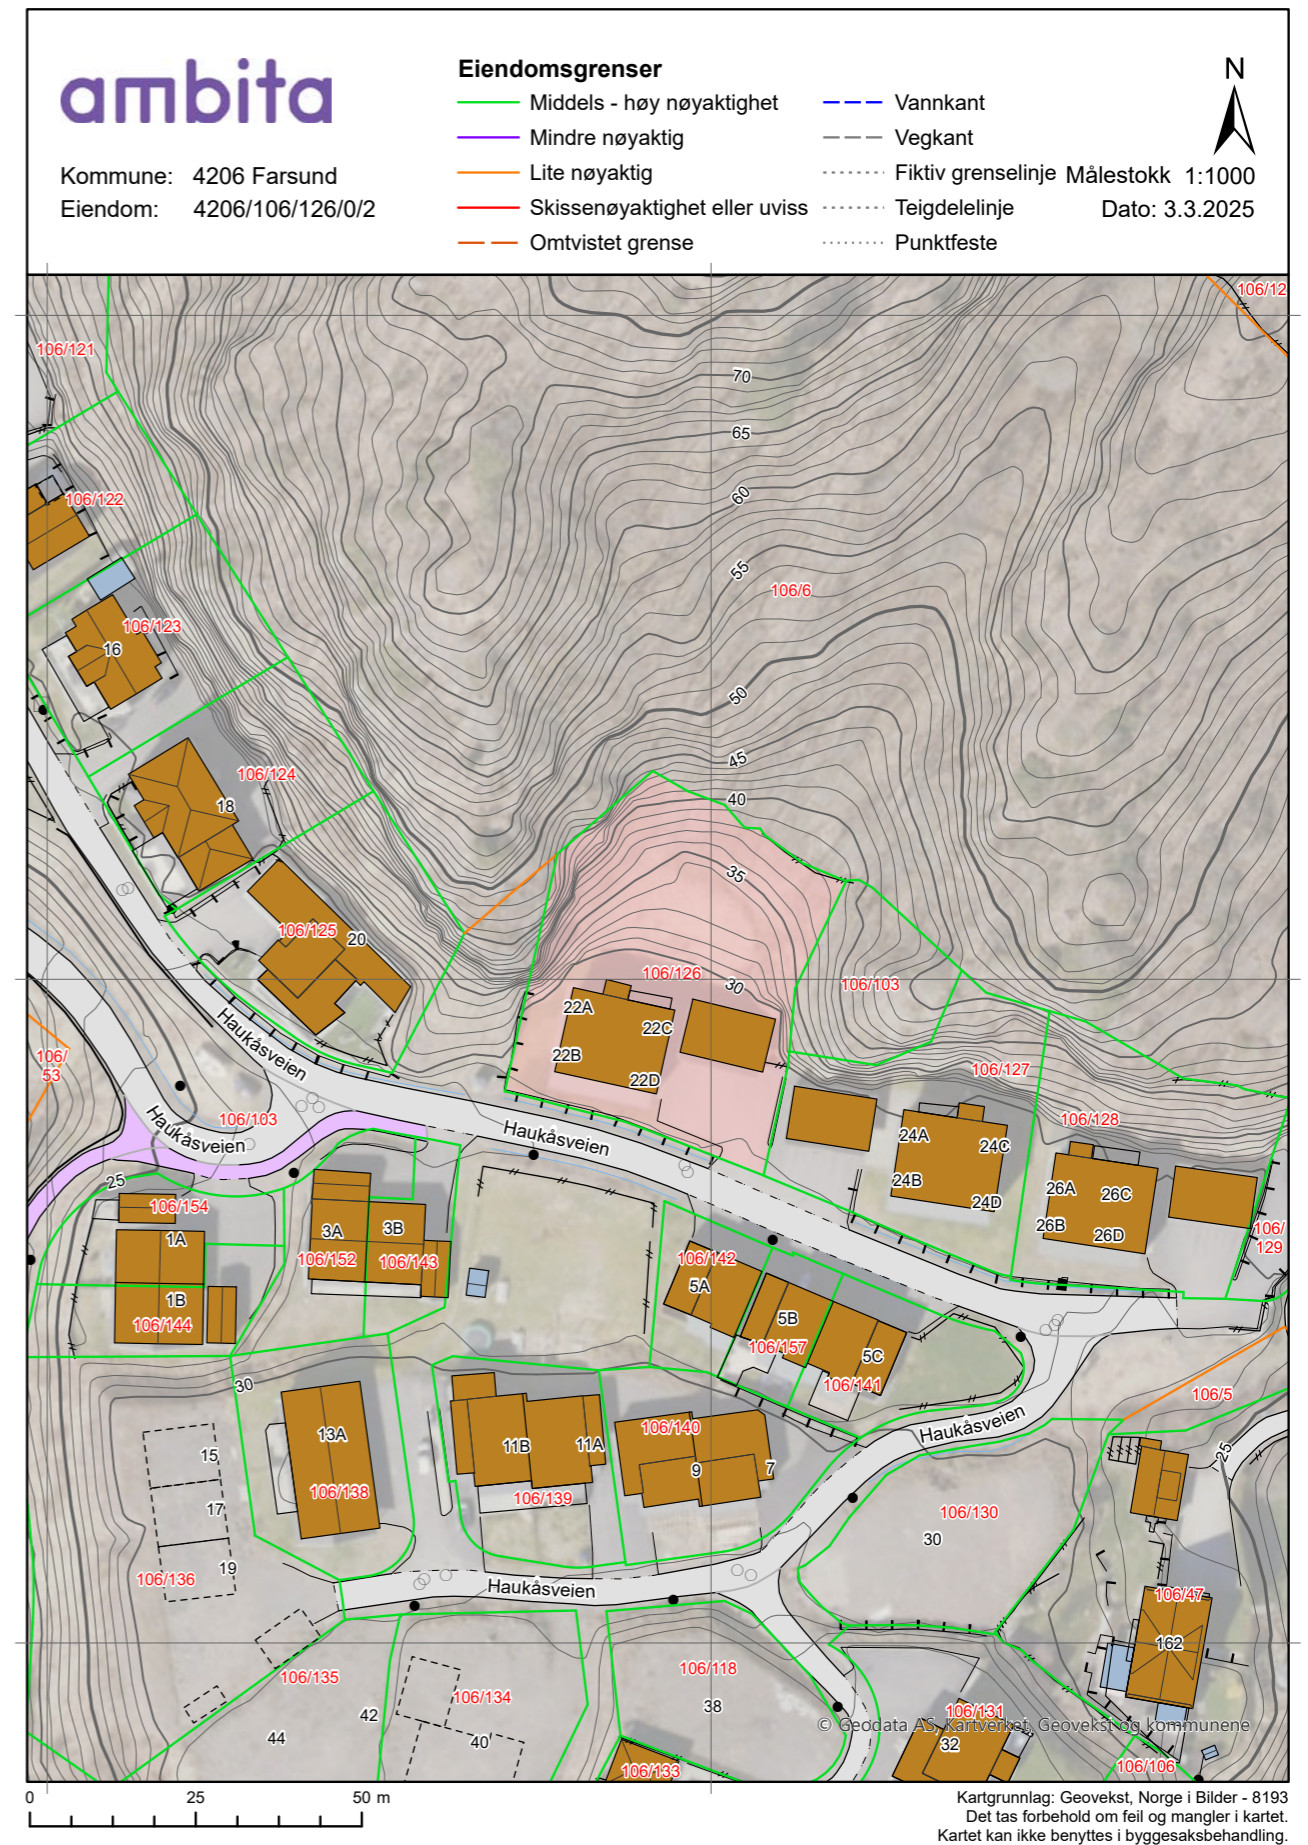 ambita
Kommune: 4206 Farsund
Eiendom: 4206/106/126/0/2
Eiendomsgrenser
Middels - høy nøyaktighet
Mindre nøyaktig
Lite nøyaktig
Skissenøyaktighet eller uviss
Omtvistet grense
Vannkant
Vegkant
Fiktiv grenselinje
Teigdelelinje
Punktfeste
N
Målestokk 1:1000
Dato: 3.3.2025
106/12
106/121
70
65
106/122
60
55
106/6
106/123
16
50
45
106/124
40
18
35
106/125
20
106/126
30
106/103
22A
22C
22B
22D
Haukåsveien
106/
53
106/127
106/103
Haukåsveien
106/128
Haukåsveien
24A
24C
24B
24D
25
26A
26C
26B
26D
106/154
1A
3A
3B
106/152
106/143
106/142
106/
129
5A
1B
106/144
5B
106/157
5C
106/141
30
106/5
106/140
13A
11B
11A
Haukåsveien
15
9
7
25
106/138
106/139
17
106/130
30
19
106/136
Haukåsveien
106/47
162
106/135
106/118
106/134
38
42
106/131
© Geodata AS, Kartverket, Geovekst og kommunene
44
40
32
106/133
106/106
0 25 50 m
Kartgrunnlag: Geovekst, Norge i Bilder - 8193
Det tas forbehold om feil og mangler i kartet.
Kartet kan ikke benyttes i byggesaksbehandling.